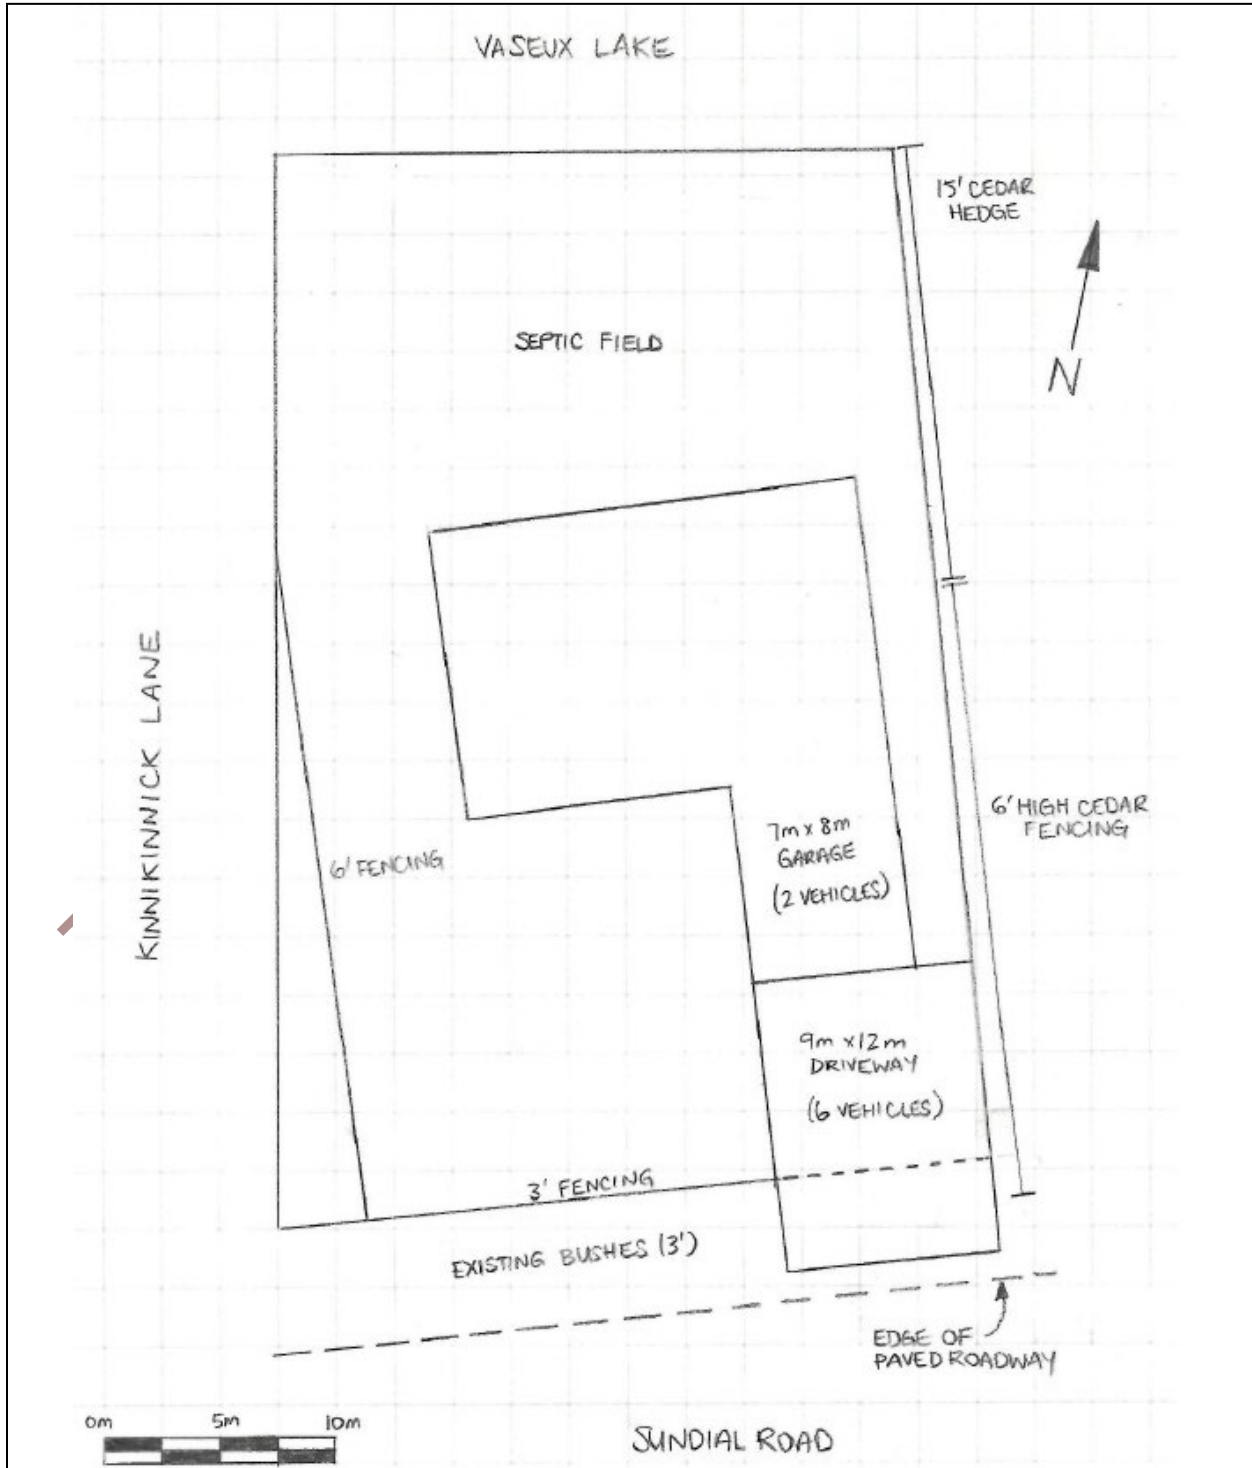 VASEUX LAKE
15' CEDAR
HEDGE
N
SEPTIC FIELD
KINNIKINNICK LANE
6' FENCING
7m x 8m
GARAGE
(2 VEHICLES)
6' HIGH CEDAR
FENCING
9m x 12m
DRIVEWAY
(6 VEHICLES)
3' FENCING
EXISTING BUSHES (3')
EDGE OF
PAVED ROADWAY
0m 5m 10m
SUNDIAL ROAD